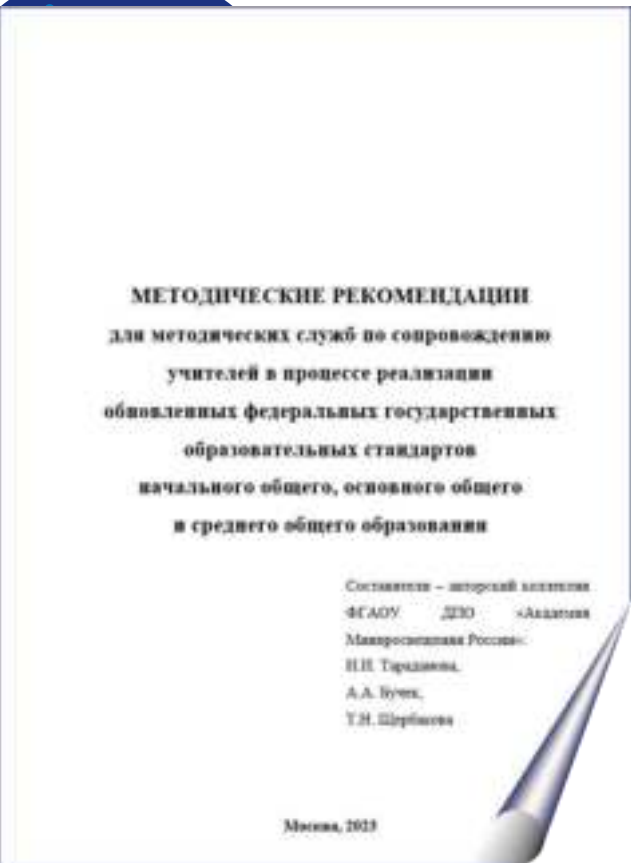 МЕТОДИЧЕСКИЕ РЕКОМЕНДАЦИИ
для методических служб по сопровождению
учителей в процессе реализации
обновленных федеральных государственных
образовательных стандартов
начального общего, основного общего
и среднего общего образования
Составители – авторский коллектив
ФГАОУ ДПО «Академия
Минпросвещения России»:
А.А. Бучек,
Т.Н. Щербакова
Москва, 2023